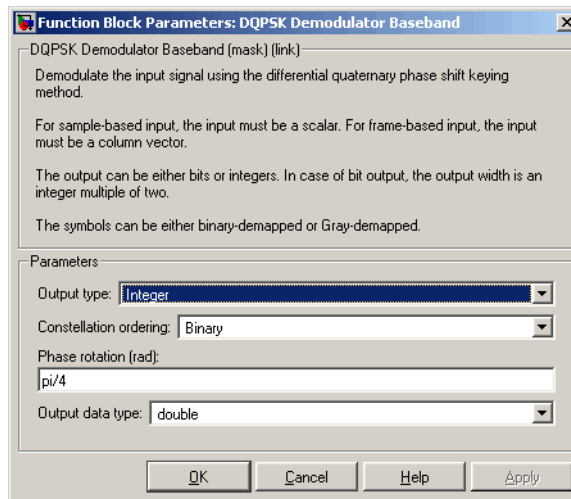 Function Block Parameters: DQPSK Demodulator Baseband
DQPSK Demodulator Baseband (mask) (link)
Demodulate the input signal using the differential quaternary phase shift keying
method.
For sample-based input, the input must be a scalar. For frame-based input, the input
must be a column vector.
The output can be either bits or integers. In case of bit output, the output width is an
integer multiple of two.
The symbols can be either binary-demapped or Gray-demapped.
Parameters
Output type: Integer
Constellation ordering: Binary
Phase rotation (rad):
pi/4
Output data type: double
OK Cancel Help Apply